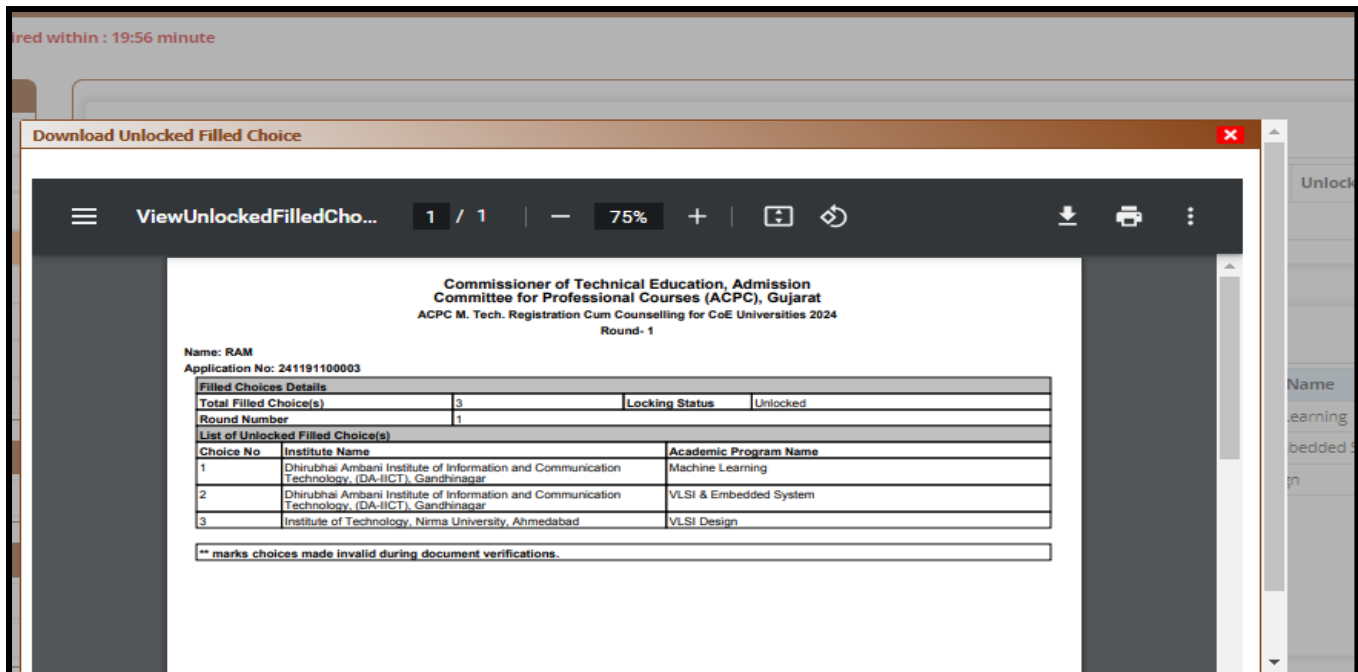 ired within : 19:56 minute
Download Unlocked Filled Choice
Unlock
ViewUnlockedFilledCho... 1 / 1 75%
Commissioner of Technical Education, Admission
Committee for Professional Courses (ACPC), Gujarat
ACPC M. Tech. Registration Cum Counselling for CoE Universities 2024
Round- 1
Name: RAM
Application No: 241191100003
Filled Choices Details
Total Filled Choice(s) 3 Locking Status Unlocked
Round Number 1
List of Unlocked Filled Choice(s)
Choice No Institute Name Academic Program Name
1 Dhirubhai Ambani Institute of Information and Communication Machine Learning
Technology, (DA-IICT), Gandhinagar
2 Dhirubhai Ambani Institute of Information and Communication VLSI & Embedded System
Technology, (DA-IICT), Gandhinagar
3 Institute of Technology, Nirma University, Ahmedabad VLSI Design
** marks choices made invalid during document verifications.
Name
earning
bedded S
gn